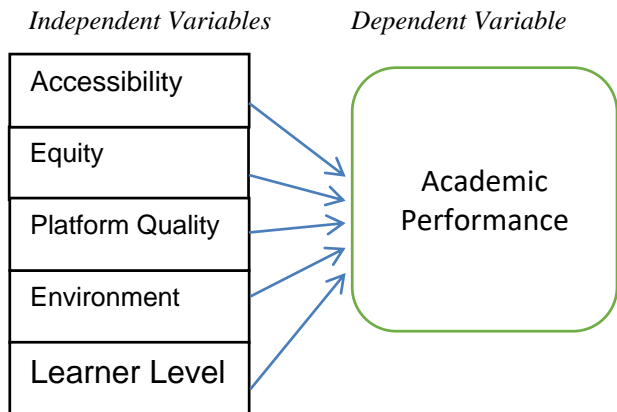 Independent Variables
Dependent Variable
Accessibility
Equity
Platform Quality
Environment
Learner Level
Academic
Performance